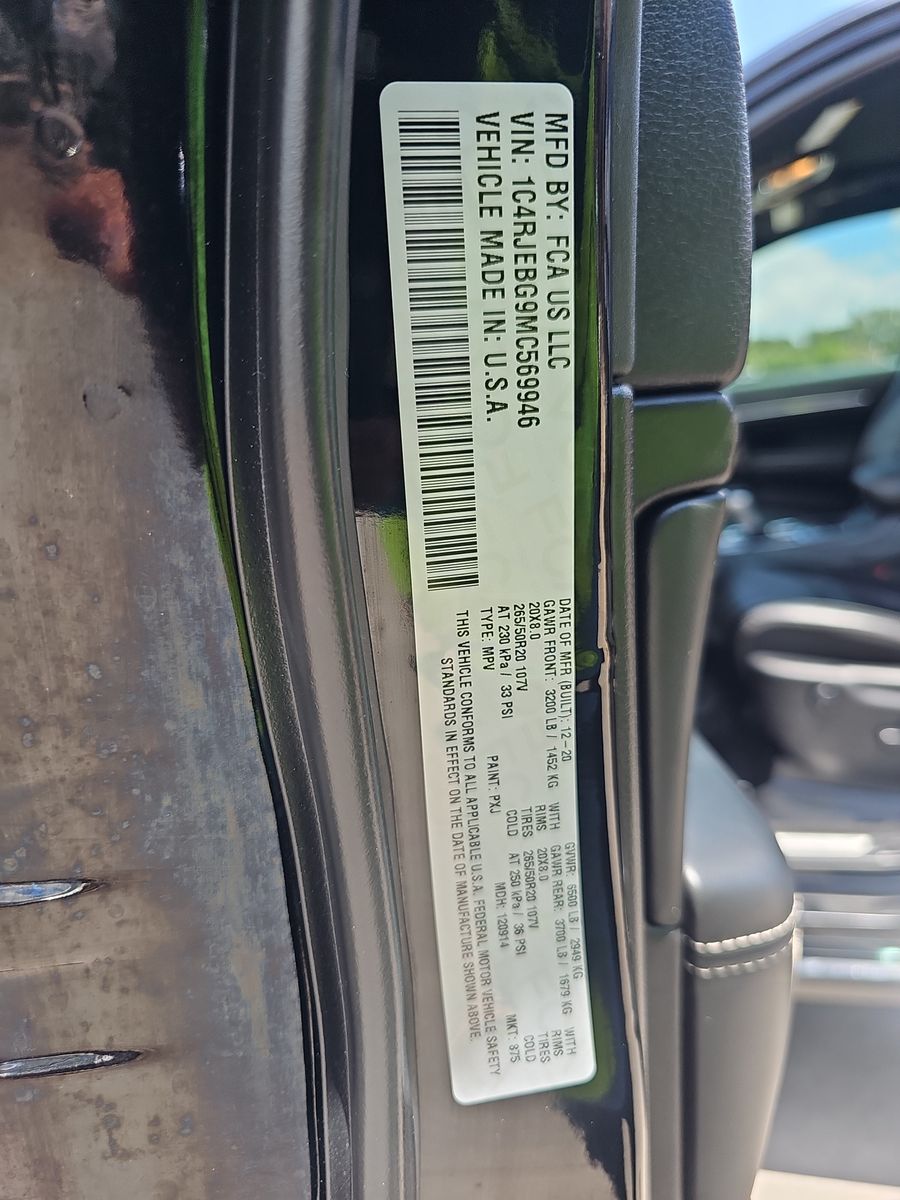 MFD BY: FCA US LLC
VIN: 1C4RJEBG9MC569946
VEHICLE MADE IN: U.S.A.
DATE OF MFR (BUILT): 12-20 GVWR: 6500 LB / 2949 KG
GAWR FRONT: 3200 LB / 1452 KG WITH GAWR REAR: 3700 LB / 1679 KG WITH
20X8.0 RIMS 20X8.0 RIMS
265/50R20 107V TIRES 265/50R20 107V TIRES
AT 230 kPa / 33 PSI COLD AT 250 kPa / 36 PSI COLD
TYPE: MPV PAINT: PXJ MDH: 120914 MKT: 875
THIS VEHICLE CONFORMS TO ALL APPLICABLE U.S.A. FEDERAL MOTOR VEHICLE SAFETY
STANDARDS IN EFFECT ON THE DATE OF MANUFACTURE SHOWN ABOVE.